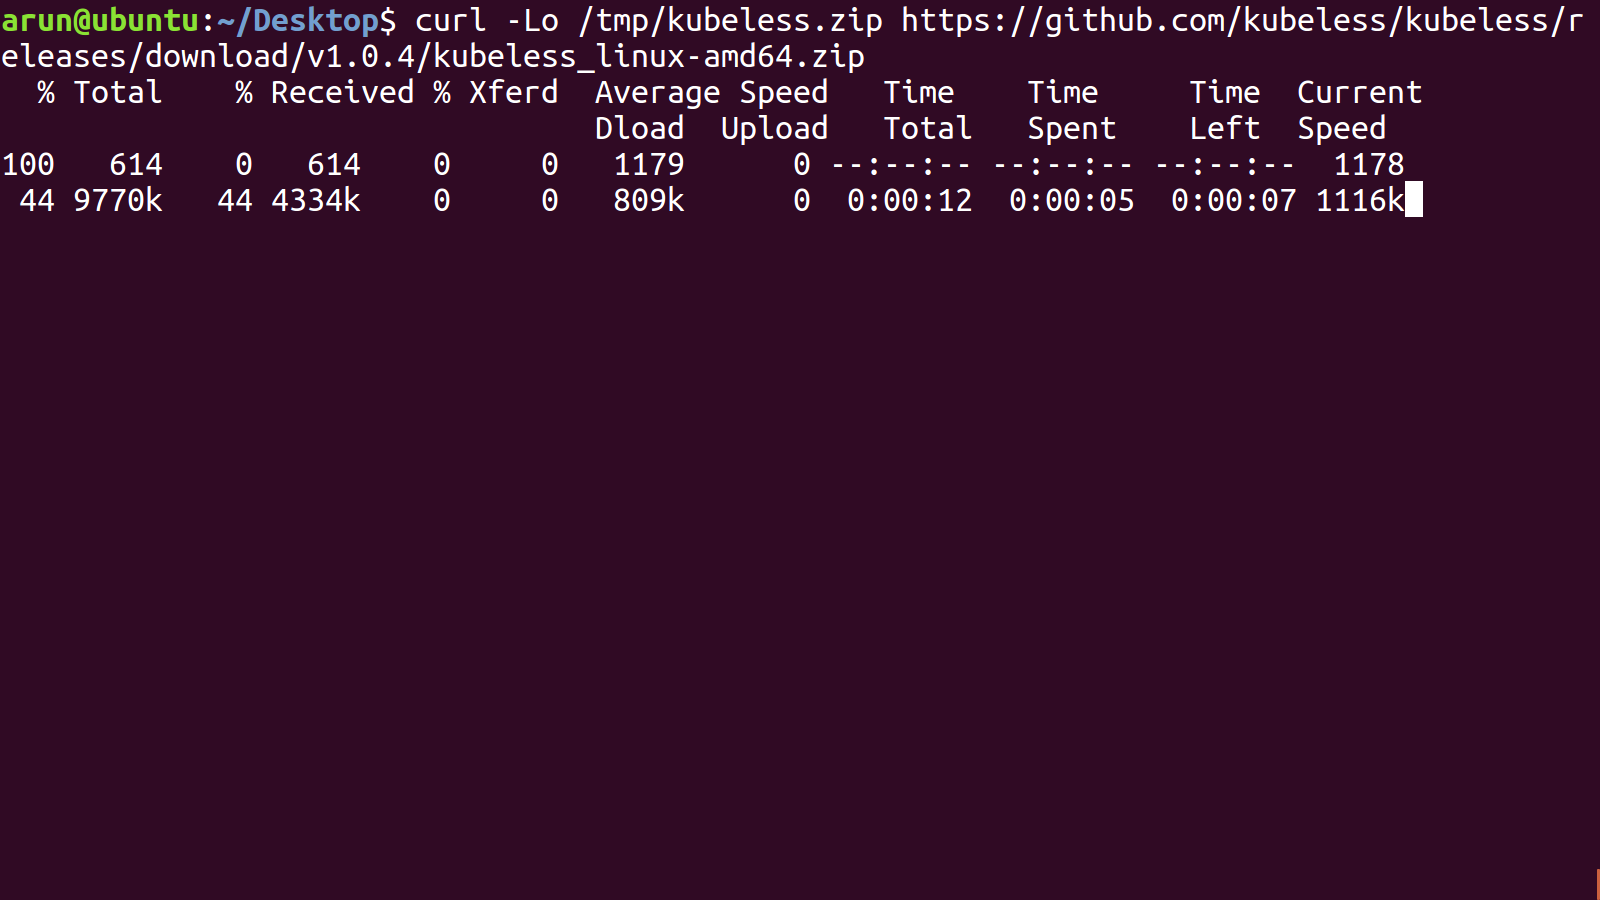 arun@ubuntu:~/Desktop$ curl -Lo /tmp/kubeless.zip https://github.com/kubeless/kubeless/r
eleases/download/v1.0.4/kubeless_linux-amd64.zip
  % Total    % Received % Xferd  Average Speed   Time    Time     Time  Current
                                 Dload  Upload   Total   Spent    Left  Speed
100   614    0   614    0     0   1179      0 --:--:-- --:--:-- --:--:--  1178
 44 9770k   44 4334k    0     0   809k      0  0:00:12  0:00:05  0:00:07 1116k